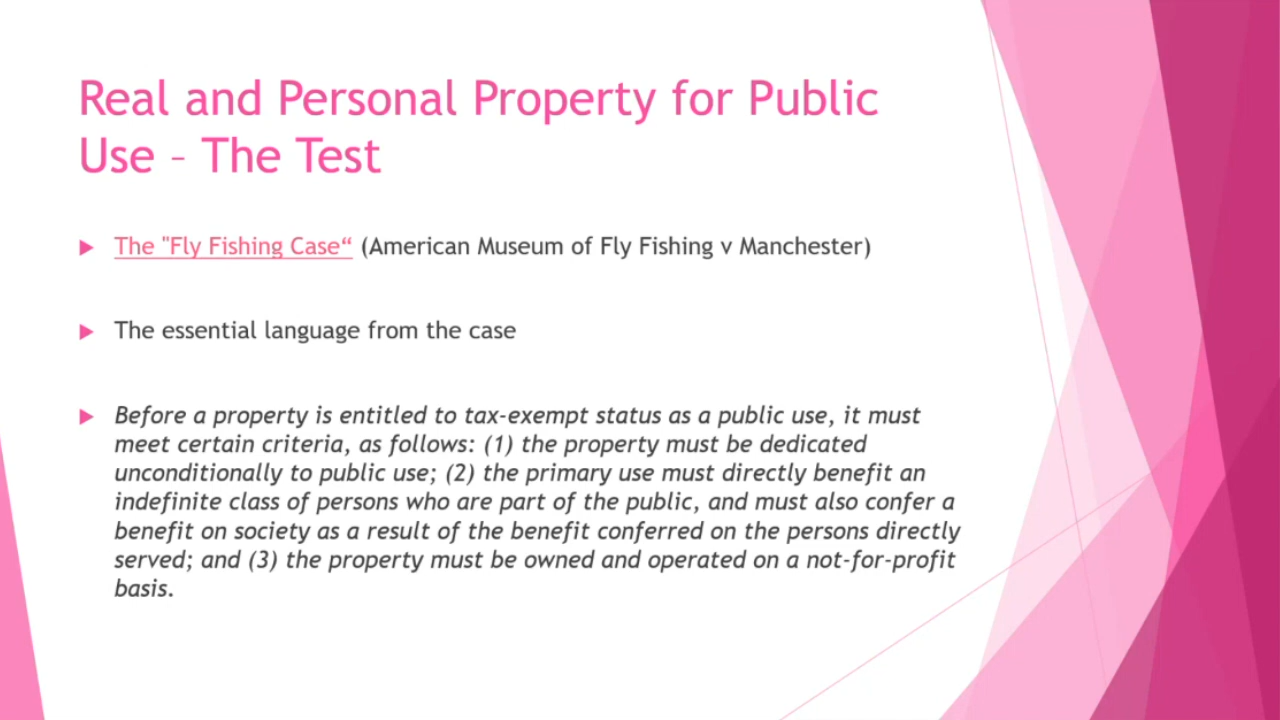 Real and Personal Property for Public
Use – The Test
The "Fly Fishing Case“ (American Museum of Fly Fishing v Manchester)
The essential language from the case
Before a property is entitled to tax-exempt status as a public use, it must
meet certain criteria, as follows: (1) the property must be dedicated
unconditionally to public use; (2) the primary use must directly benefit an
indefinite class of persons who are part of the public, and must also confer a
benefit on society as a result of the benefit conferred on the persons directly
served; and (3) the property must be owned and operated on a not-for-profit
basis.